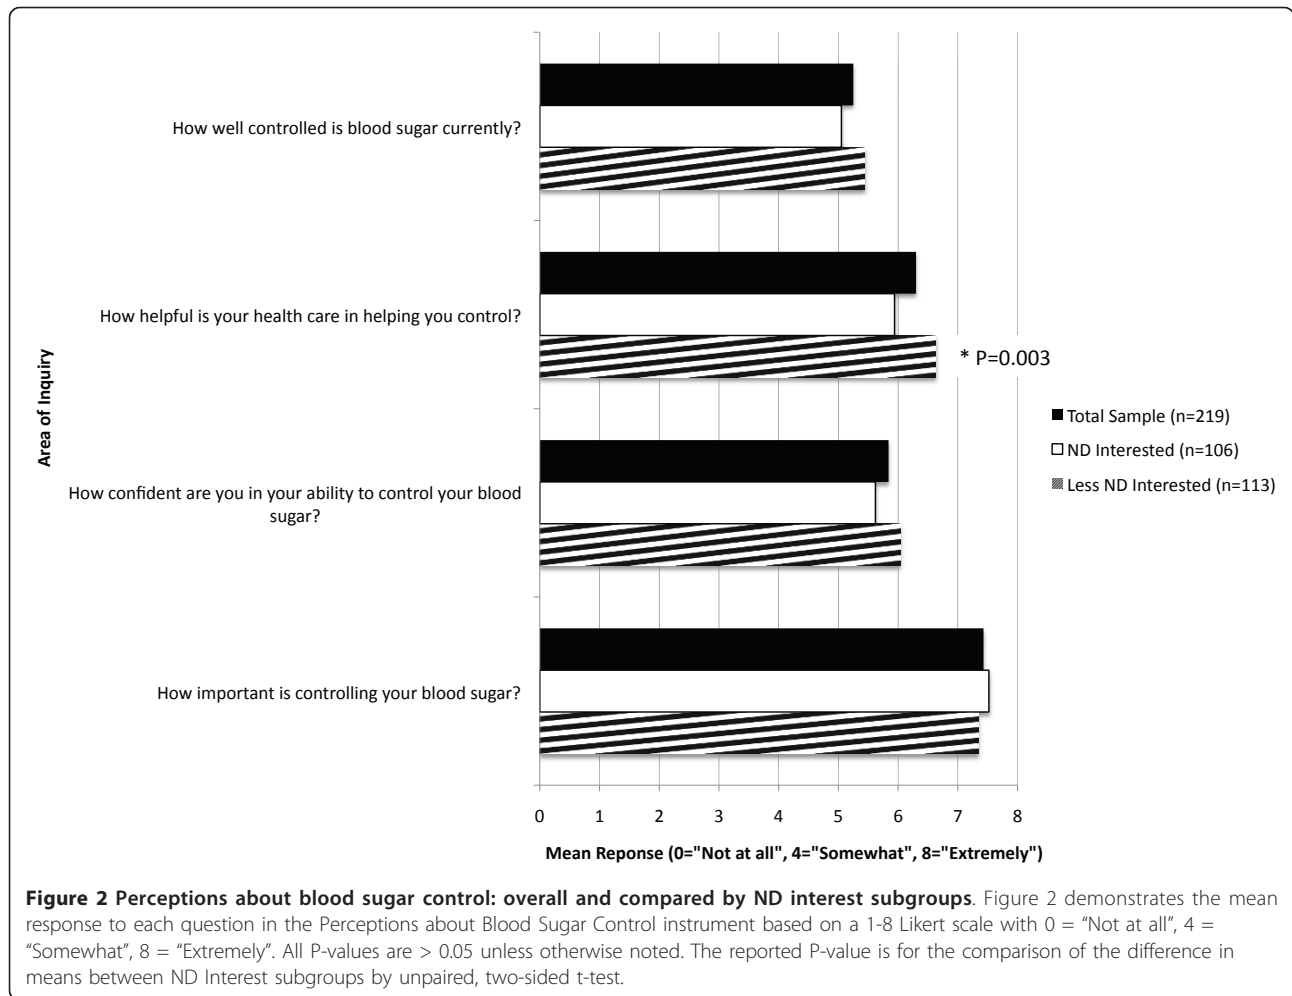 How well controlled is blood sugar currently?
How helpful is your health care in helping you control?
* P=0.003
Area of Inquiry
How confident are you in your ability to control your blood
sugar?
How important is controlling your blood sugar?
Total Sample (n=219)
ND Interested (n=106)
Less ND Interested (n=113)
0 1 2 3 4 5 6 7 8
Mean Reponse (0="Not at all", 4="Somewhat", 8="Extremely")
Figure 2 Perceptions about blood sugar control: overall and compared by ND interest subgroups. Figure 2 demonstrates the mean
response to each question in the Perceptions about Blood Sugar Control instrument based on a 1-8 Likert scale with 0 = “Not at all”, 4 =
“Somewhat”, 8 = “Extremely”. All P-values are > 0.05 unless otherwise noted. The reported P-value is for the comparison of the difference in
means between ND Interest subgroups by unpaired, two-sided t-test.